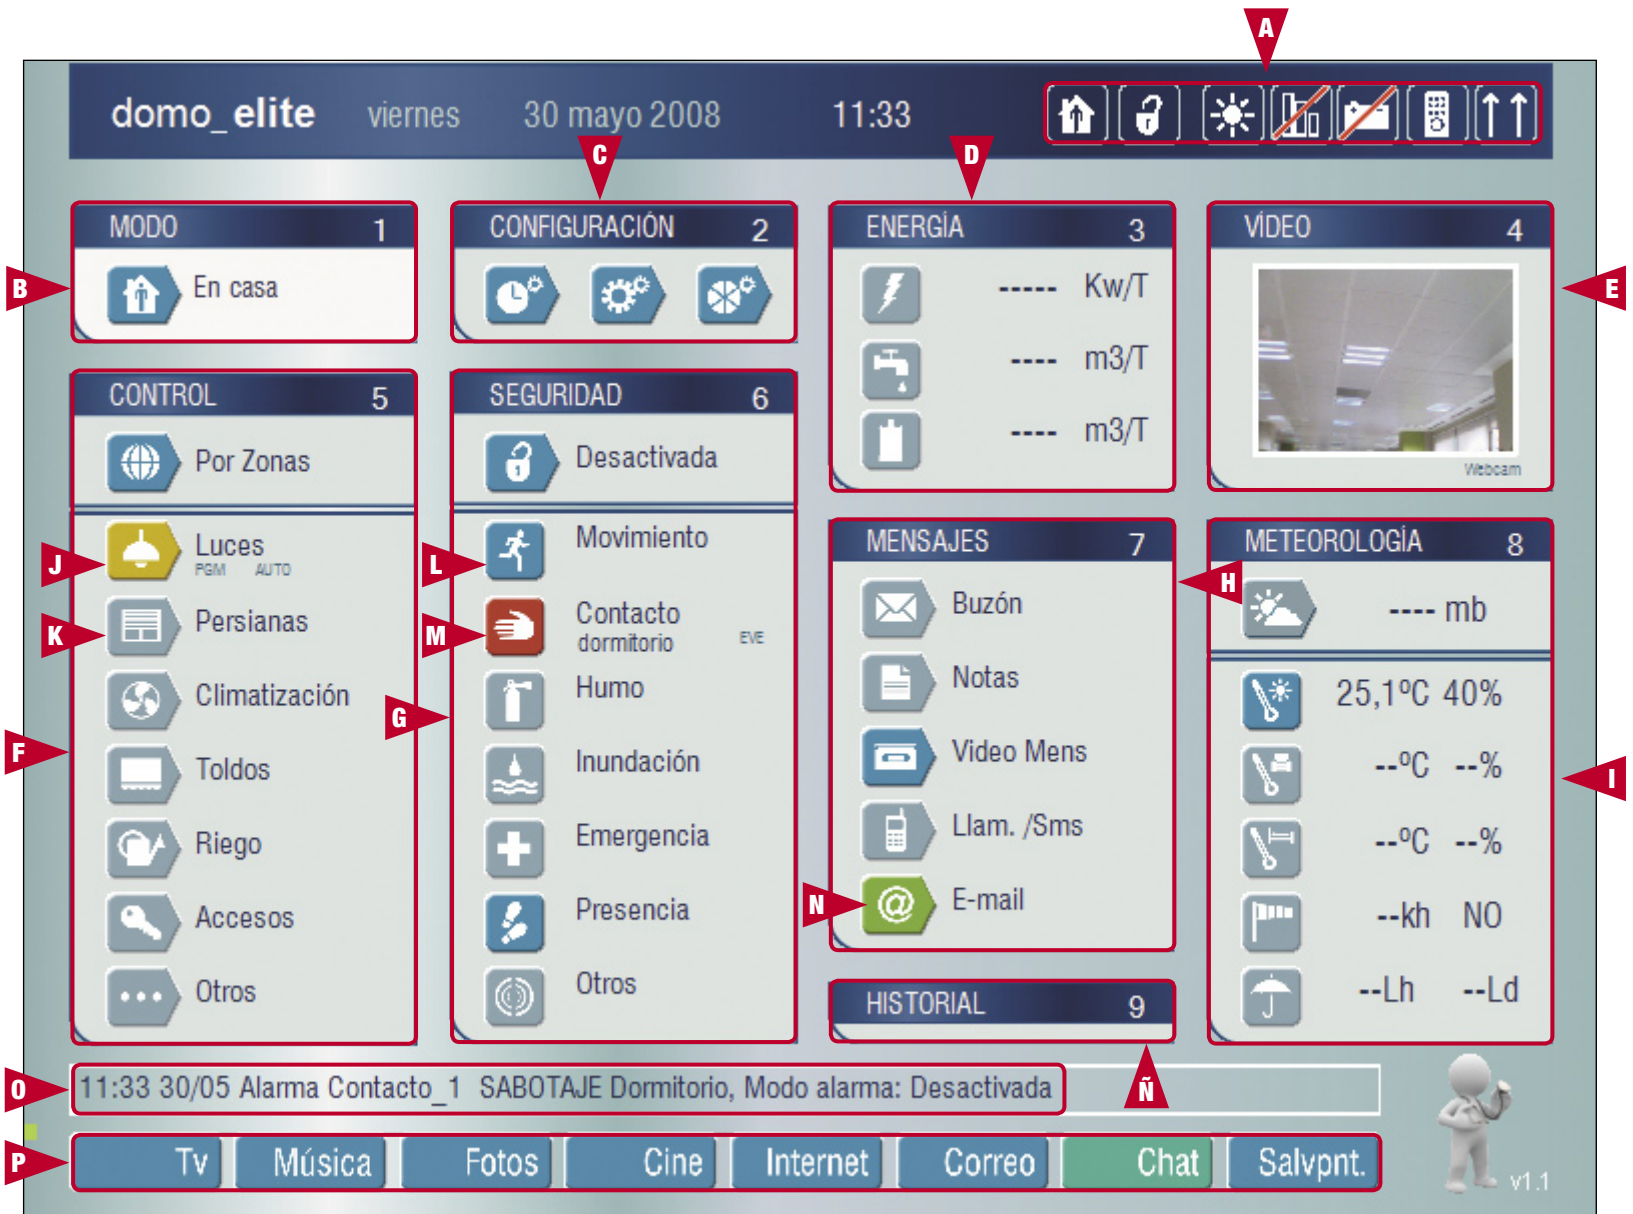 A
domo_elite viernes 30 mayo 2008 11:33
C D
MODO 1
B
En casa
CONFIGURACIÓN 2
ENERGÍA 3
----- Kw/T
---- m3/T
---- m3/T
VÍDEO 4
E
Webcam
CONTROL 5
Por Zonas
J
Luces
PGM AUTO
K
Persianas
Climatización
F
Toldos
Riego
Accesos
Otros
SEGURIDAD 6
Desactivada
L
Movimiento
M
Contacto
dormitorio EVE
G
Humo
Inundación
Emergencia
Presencia
Otros
MENSAJES 7
H
Buzón
Notas
Video Mens
Llam. /Sms
N
E-mail
METEOROLOGÍA 8
---- mb
25,1ºC 40%
I
--ºC --%
--ºC --%
--kh NO
--Lh --Ld
HISTORIAL 9
Ñ
O
11:33 30/05 Alarma Contacto_1 SABOTAJE Dormitorio, Modo alarma: Desactivada
P
Tv Música Fotos Cine Internet Correo Chat Salvpnt.
v1.1